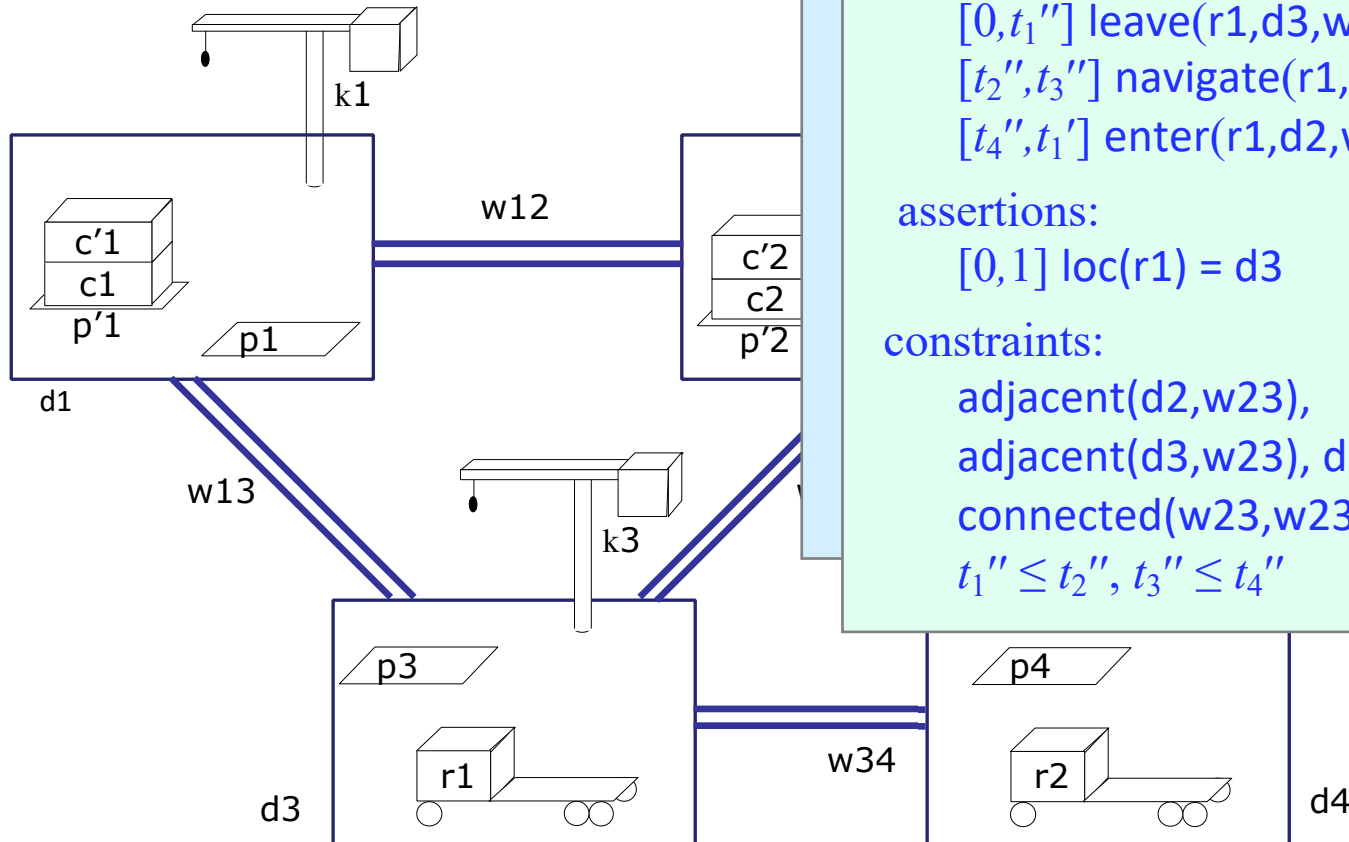 k1
w12
c′1
c1
p′1
p1
d1
c′2
c2
p′2
w13
k3
p3
r1
d3
w34
p4
r2
d4
[0,t₁″] leave(r1,d3,
[t₂″,t₃″] navigate(r1,
[t₄″,t₁′] enter(r1,d2,
assertions:
[0,1] loc(r1) = d3
constraints:
adjacent(d2,w23),
adjacent(d3,w23),
connected(w23,
t₁″ ≤ t₂″, t₃″ ≤ t₄″